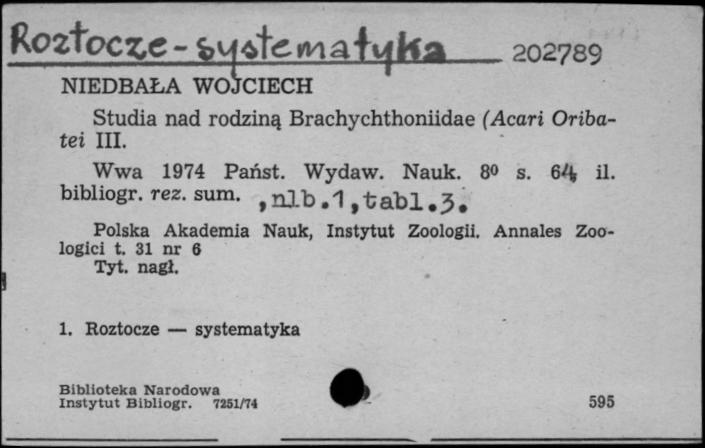 Roztocze - systematyka 202789
NIEDBAŁA WOJCIECH
Studia nad rodziną Brachychthoniidae (Acari Oriba-
tei III.
Wwa 1974 Państ. Wydaw. Nauk. 8º s. 64 il.
bibliogr. rez. sum. , nlb.1, tabl.3.
Polska Akademia Nauk, Instytut Zoologii. Annales Zoo-
logici t. 31 nr 6
Tyt. nagł.
1. Roztocze — systematyka
Biblioteka Narodowa
Instytut Bibliogr. 7251/74 595